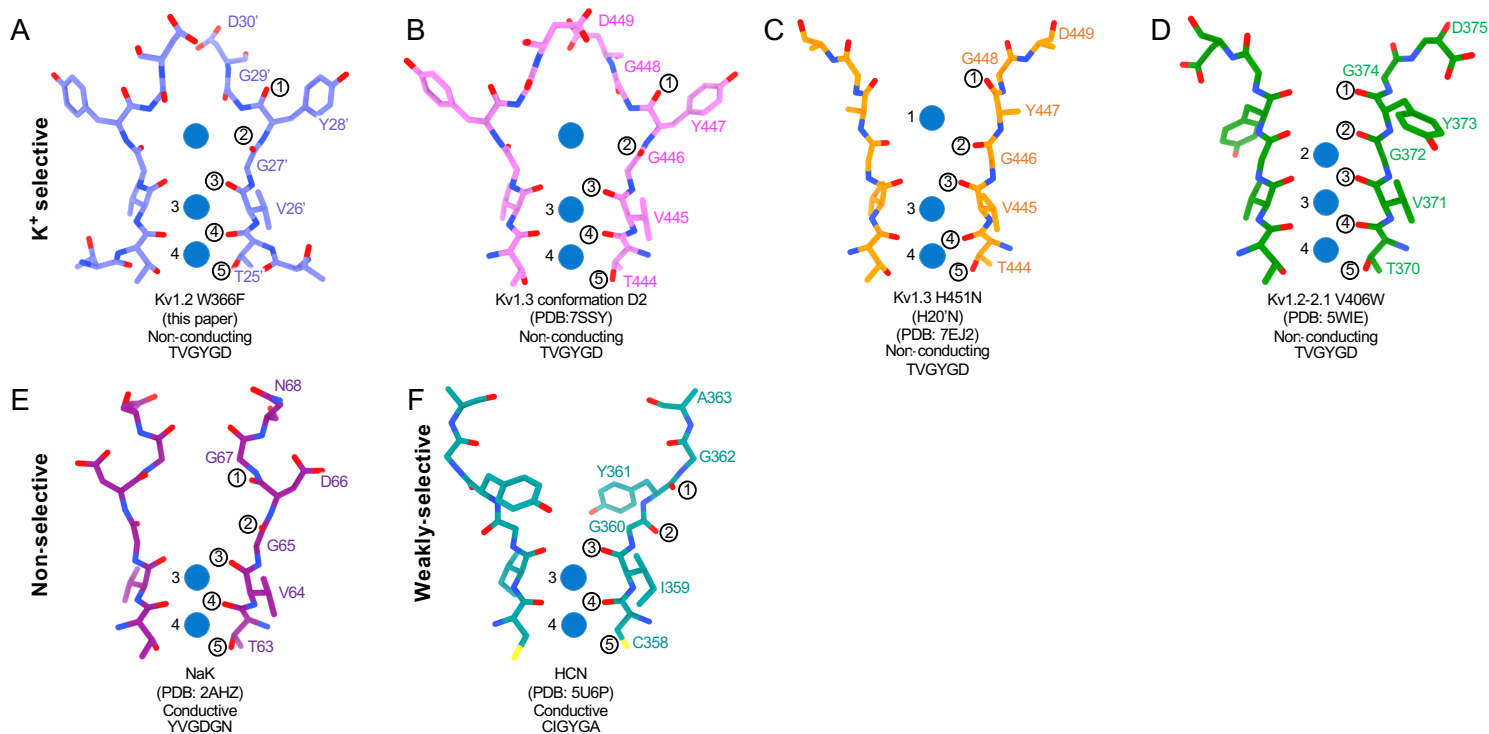 A
B
C
D
K⁺ selective
D30'
G29'
①
Y28'
②
G27'
③
3
V26'
④
4
T25'
⑤
Kv1.2 W366F
(this paper)
Non-conducting
TVGYGD
D449
G448
①
Y447
②
G446
③
3
V445
④
4
T444
⑤
Kv1.3 conformation D2
(PDB:7SSY)
Non-conducting
TVGYGD
D449
G448
①
1
Y447
②
G446
③
3
V445
④
4
T444
⑤
Kv1.3 H451N
(H20'N)
(PDB: 7EJ2)
Non-conducting
TVGYGD
D375
G374
①
Y373
②
2
G372
③
3
V371
④
4
T370
⑤
Kv1.2-2.1 V406W
(PDB: 5WIE)
Non-conducting
TVGYGD
E
F
Non-selective
N68
G67
①
D66
②
G65
③
3
V64
④
4
T63
⑤
NaK
(PDB: 2AHZ)
Conductive
YVGDGN
Weakly-selective
A363
G362
Y361
①
G360
②
③
3
I359
④
4
C358
⑤
HCN
(PDB: 5U6P)
Conductive
CIGYGA